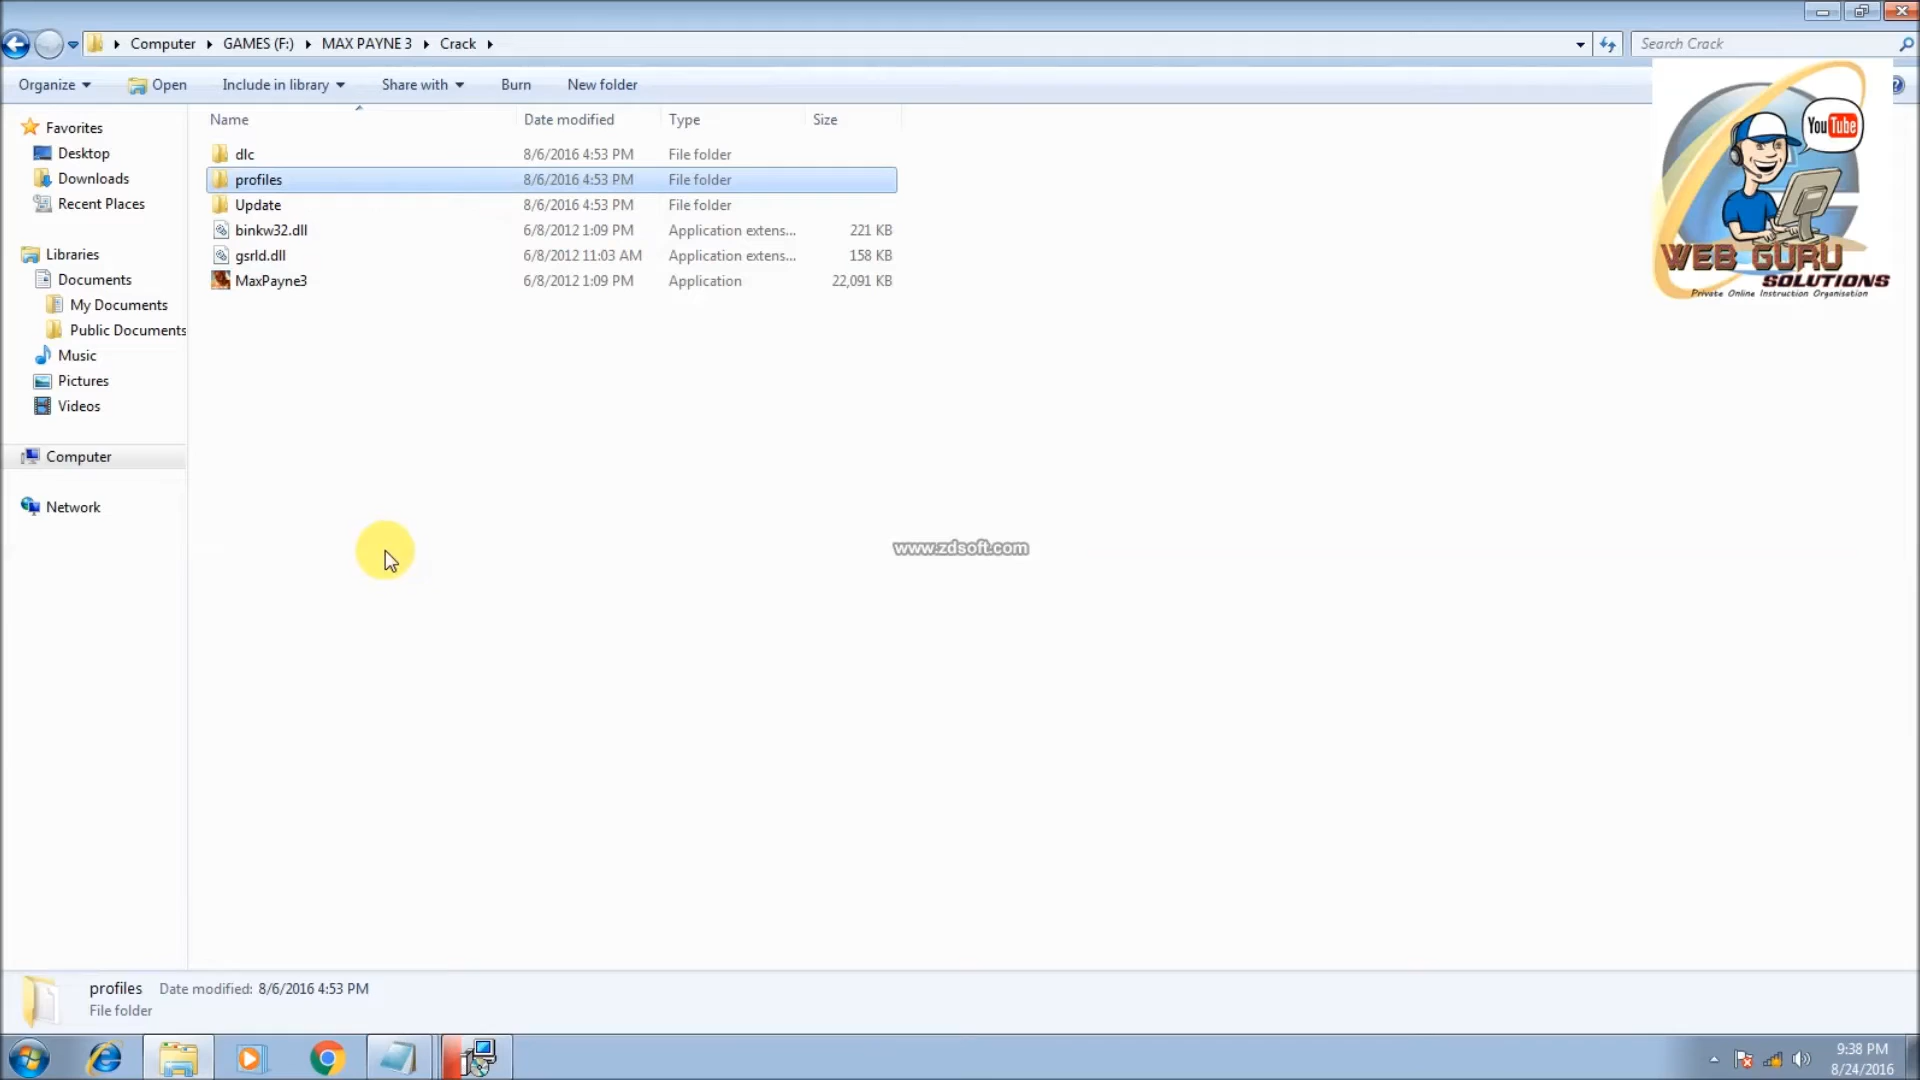 Computer GAMES (F:) MAX PAYNE 3 Crack
Search Crack
Organize Open Include in library Share with Burn New folder
Name Date modified Type Size
Favorites
Desktop
Downloads
Recent Places
Libraries
Documents
My Documents
Public Documents
Music
Pictures
Videos
Computer
Network
dlc 8/6/2016 4:53 PM File folder
profiles 8/6/2016 4:53 PM File folder
Update 8/6/2016 4:53 PM File folder
binkw32.dll 6/8/2012 1:09 PM Application extens... 221 KB
gsrld.dll 6/8/2012 11:03 AM Application extens... 158 KB
MaxPayne3 6/8/2012 1:09 PM Application 22,091 KB
You Tube
WEB GURU
SOLUTIONS
Private Online Instruction Organisation
www.zdsoft.com
profiles Date modified: 8/6/2016 4:53 PM
File folder
9:38 PM
8/24/2016